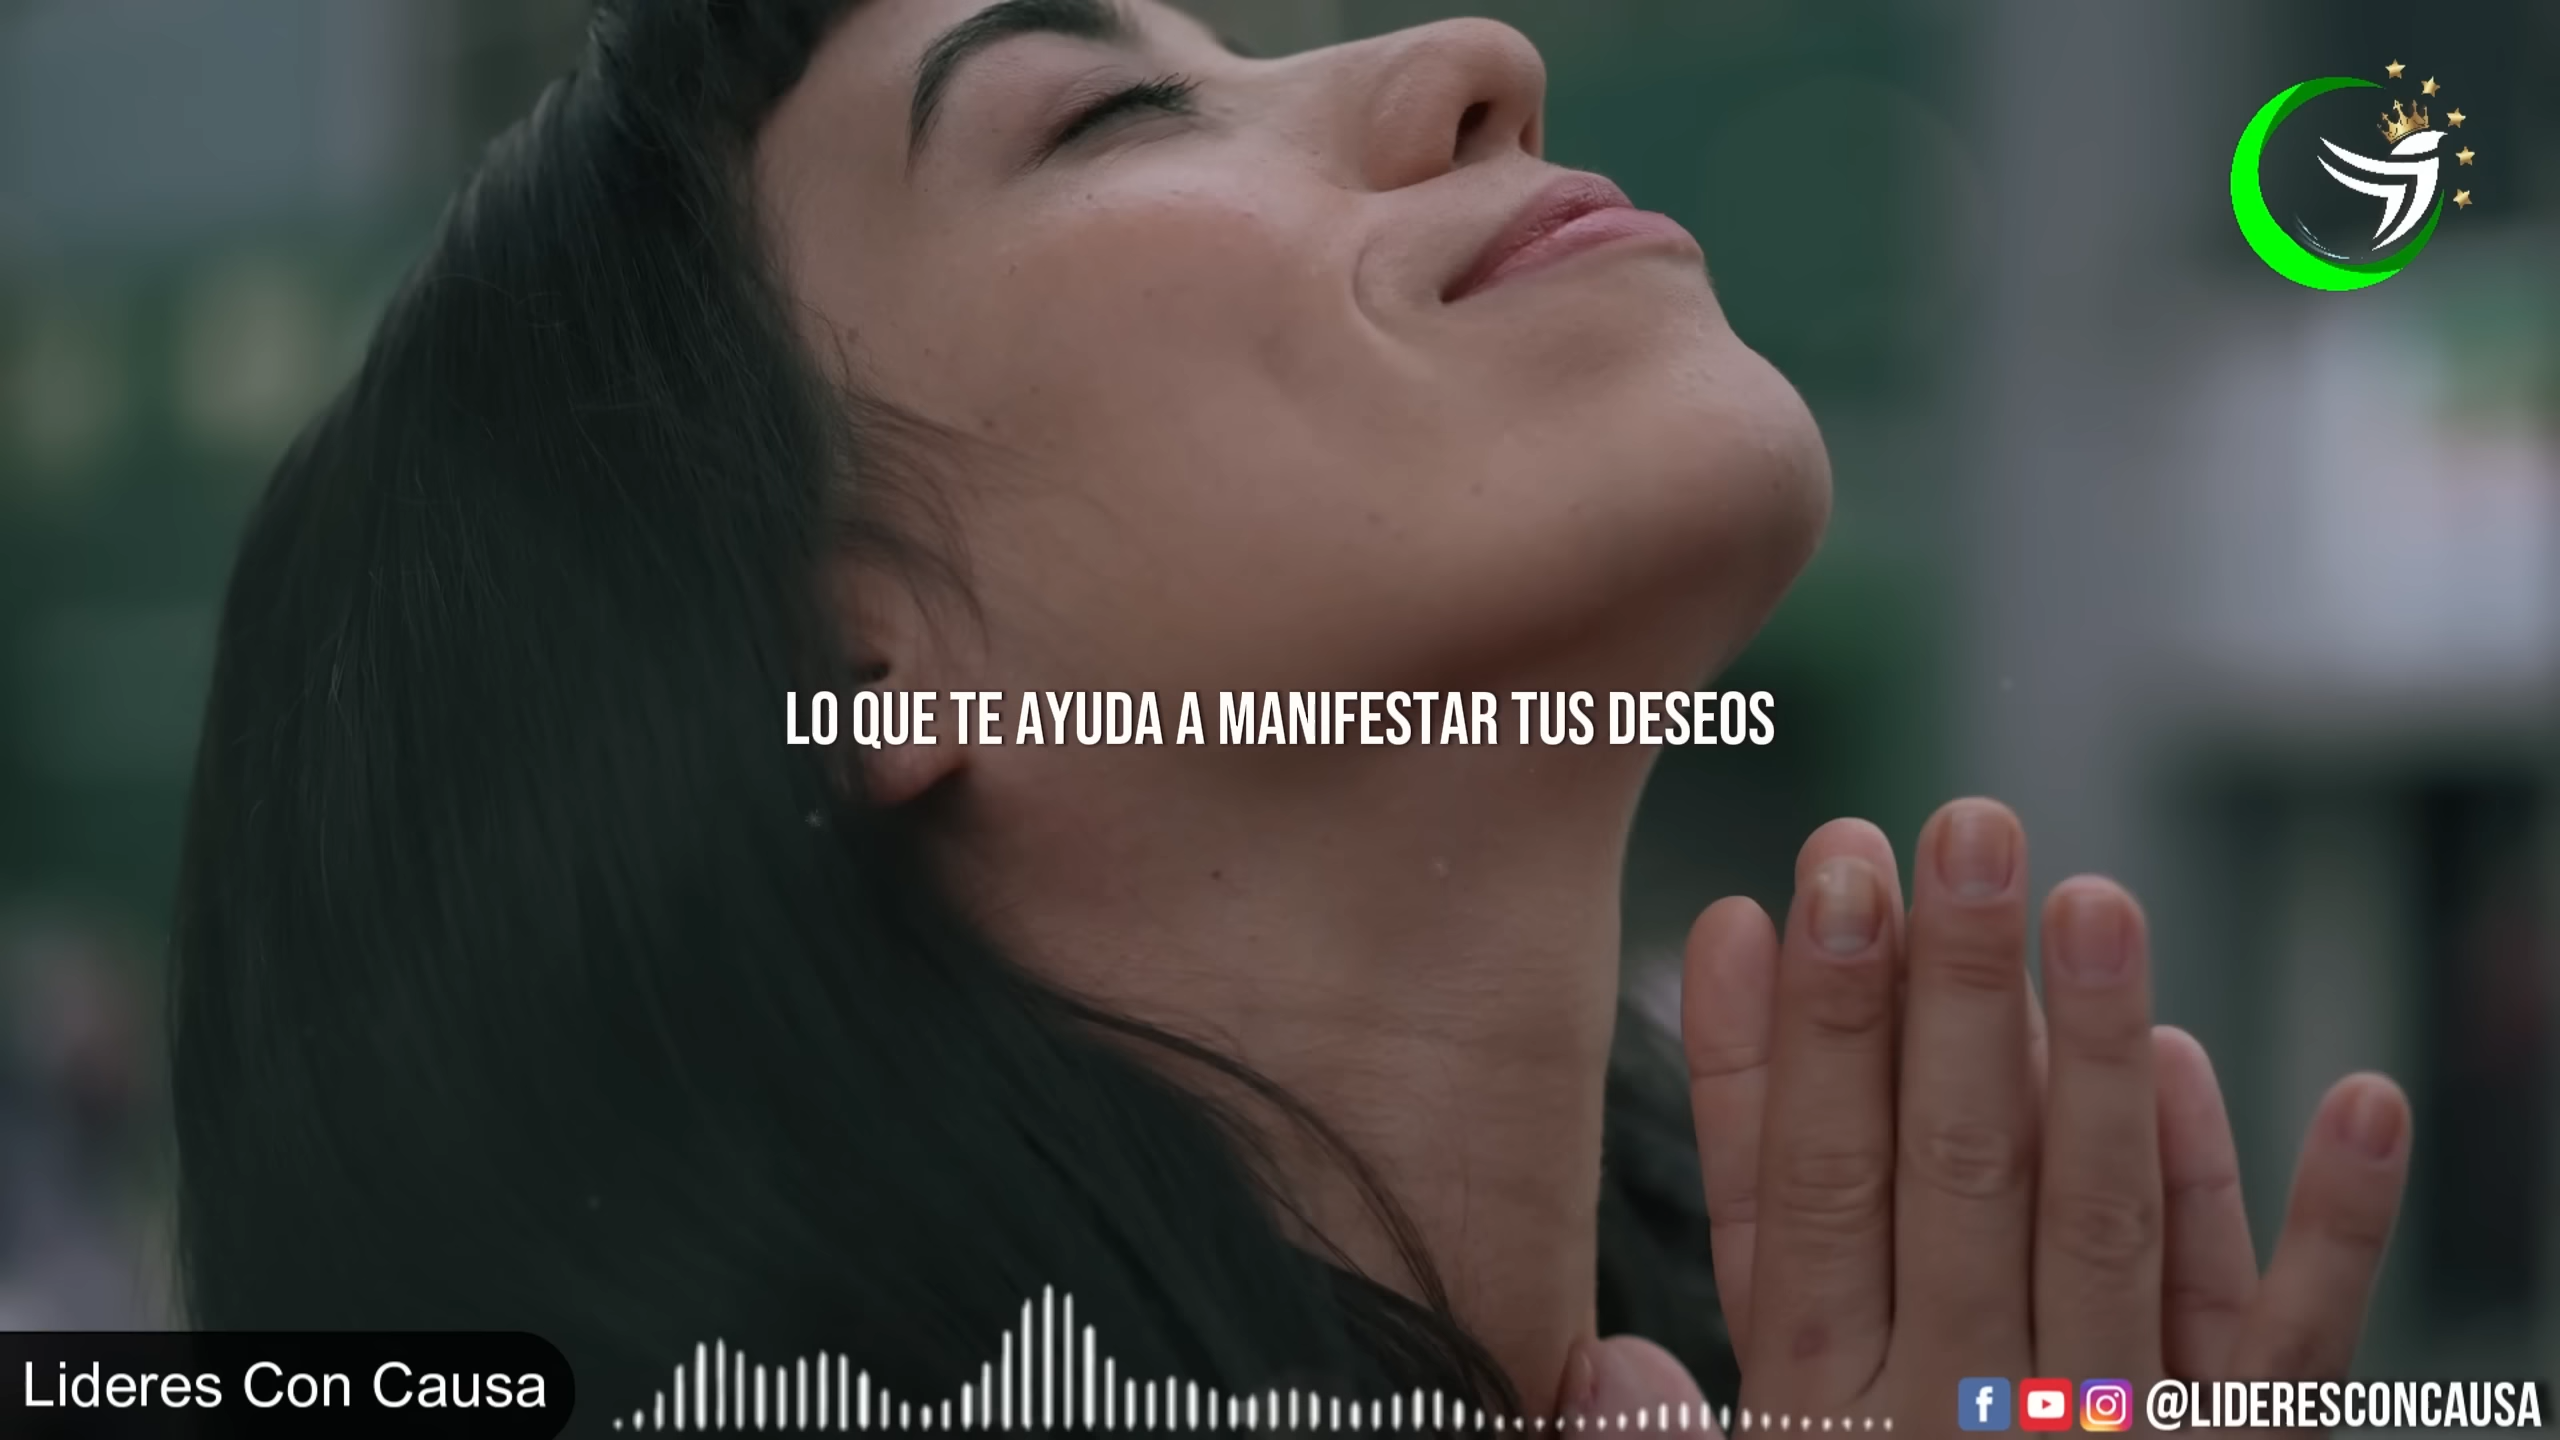 LO QUE TE AYUDA A MANIFESTAR TUS DESEOS
Lideres Con Causa
@LIDERESCONCAUSA